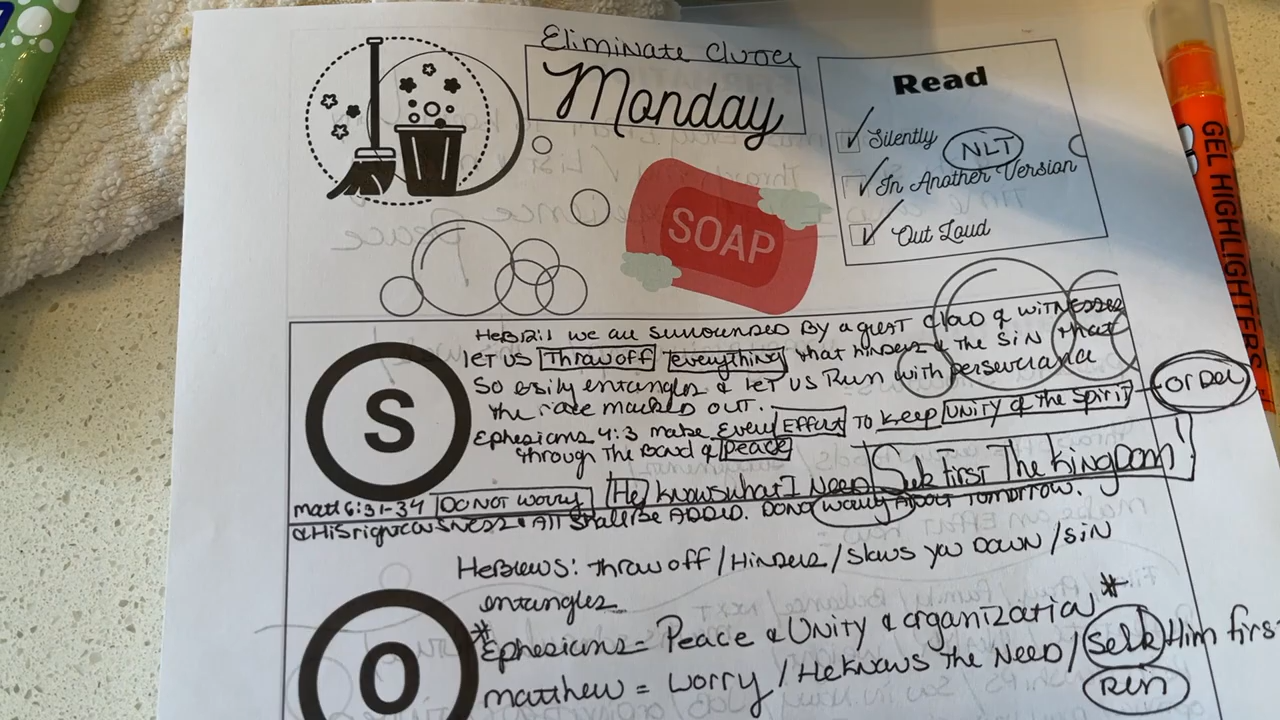 Eliminate Clutter
Monday
Read
Silently
NLT
In Another Version
Out Loud
SOAP
GEL HIGHLIGHTERS
S
Heb 12:1 we are surrounded by a great cloud of witnesses
let us throw off everything that hinders & the sin that
so easily entangles & let us run with perseverance
the race marked out.
Ephesians 4:3 make every effort to keep unity of the Spirit
order
through the bond of peace
matt 6:31-34 Do not worry He knows what I need Seek First The Kingdom
& His righteousness & All shall be added. Do not worry about tomorrow.
O
Hebrews: throw off / Hinders / slows you down / sin
entangles
*Ephesians = Peace & Unity & organization*
matthew = worry / He knows the need / Seek Him first
Run